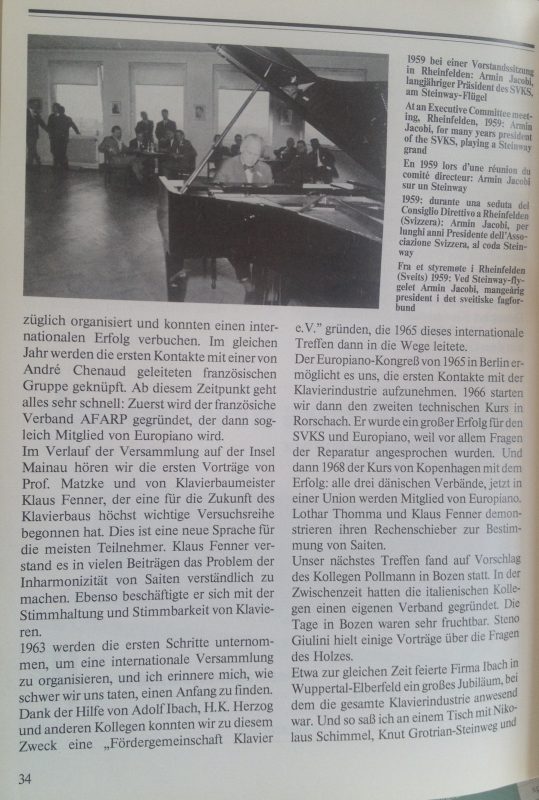 1959 bei einer Vorstandssitzung
in Rheinfelden: Armin Jacobi,
langjähriger Präsident des SVKS,
am Steinway-Flügel
At an Executive Committee meet-
ing, Rheinfelden, 1959: Armin
Jacobi, for many years president
of the SVKS, playing a Steinway
grand
En 1959 lors d'une réunion du
comité directeur: Armin Jacobi
sur un Steinway
1959: durante una seduta del
Consiglio Direttivo a Rheinfelden
(Svizzera): Armin Jacobi, per
lunghi anni Presidente dell'Asso-
ciazione Svizzera, al coda Stein-
way
Fra et styremøte i Rheinfelden
(Sveits) 1959: Ved Steinway-fly-
gelet Armin Jacobi, mangeårig
president i det sveitiske fagfor-
bund
züglich organisiert und konnten einen inter-
nationalen Erfolg verbuchen. Im gleichen
Jahr werden die ersten Kontakte mit einer von
André Chenaud geleiteten französischen
Gruppe geknüpft. Ab diesem Zeitpunkt geht
alles sehr schnell: Zuerst wird der französiche
Verband AFARP gegründet, der dann sog-
leich Mitglied von Europiano wird.
Im Verlauf der Versammlung auf der Insel
Mainau hören wir die ersten Vorträge von
Prof. Matzke und von Klavierbaumeister
Klaus Fenner, der eine für die Zukunft des
Klavierbaus höchst wichtige Versuchsreihe
begonnen hat. Dies ist eine neue Sprache für
die meisten Teilnehmer. Klaus Fenner ver-
stand es in vielen Beiträgen das Problem der
Inharmonizität von Saiten verständlich zu
machen. Ebenso beschäftigte er sich mit der
Stimmhaltung und Stimmbarkeit von Klavie-
ren.
1963 werden die ersten Schritte unternom-
men, um eine internationale Versammlung
zu organisieren, und ich erinnere mich, wie
schwer wir uns taten, einen Anfang zu finden.
Dank der Hilfe von Adolf Ibach, H.K. Herzog
und anderen Kollegen konnten wir zu diesem
Zweck eine „Fördergemeinschaft Klavier
e.V." gründen, die 1965 dieses internationale
Treffen dann in die Wege leitete.
Der Europiano-Kongreß von 1965 in Berlin er-
möglicht es uns, die ersten Kontakte mit der
Klavierindustrie aufzunehmen. 1966 starten
wir dann den zweiten technischen Kurs in
Rorschach. Er wurde ein großer Erfolg für den
SVKS und Europiano, weil vor allem Fragen
der Reparatur angesprochen wurden. Und
dann 1968 der Kurs von Kopenhagen mit dem
Erfolg: alle drei dänischen Verbände, jetzt in
einer Union werden Mitglied von Europiano.
Lothar Thomma und Klaus Fenner demon-
strieren ihren Rechenschieber zur Bestim-
mung von Saiten.
Unser nächstes Treffen fand auf Vorschlag
des Kollegen Pollmann in Bozen statt. In der
Zwischenzeit hatten die italienischen Kolle-
gen einen eigenen Verband gegründet. Die
Tage in Bozen waren sehr fruchtbar. Steno
Giulini hielt einige Vorträge über die Fragen
des Holzes.
Etwa zur gleichen Zeit feierte Firma Ibach in
Wuppertal-Elberfeld ein großes Jubiläum, bei
dem die gesamte Klavierindustrie anwesend
war. Und so saß ich an einem Tisch mit Niko-
laus Schimmel, Knut Grotrian-Steinweg und
34